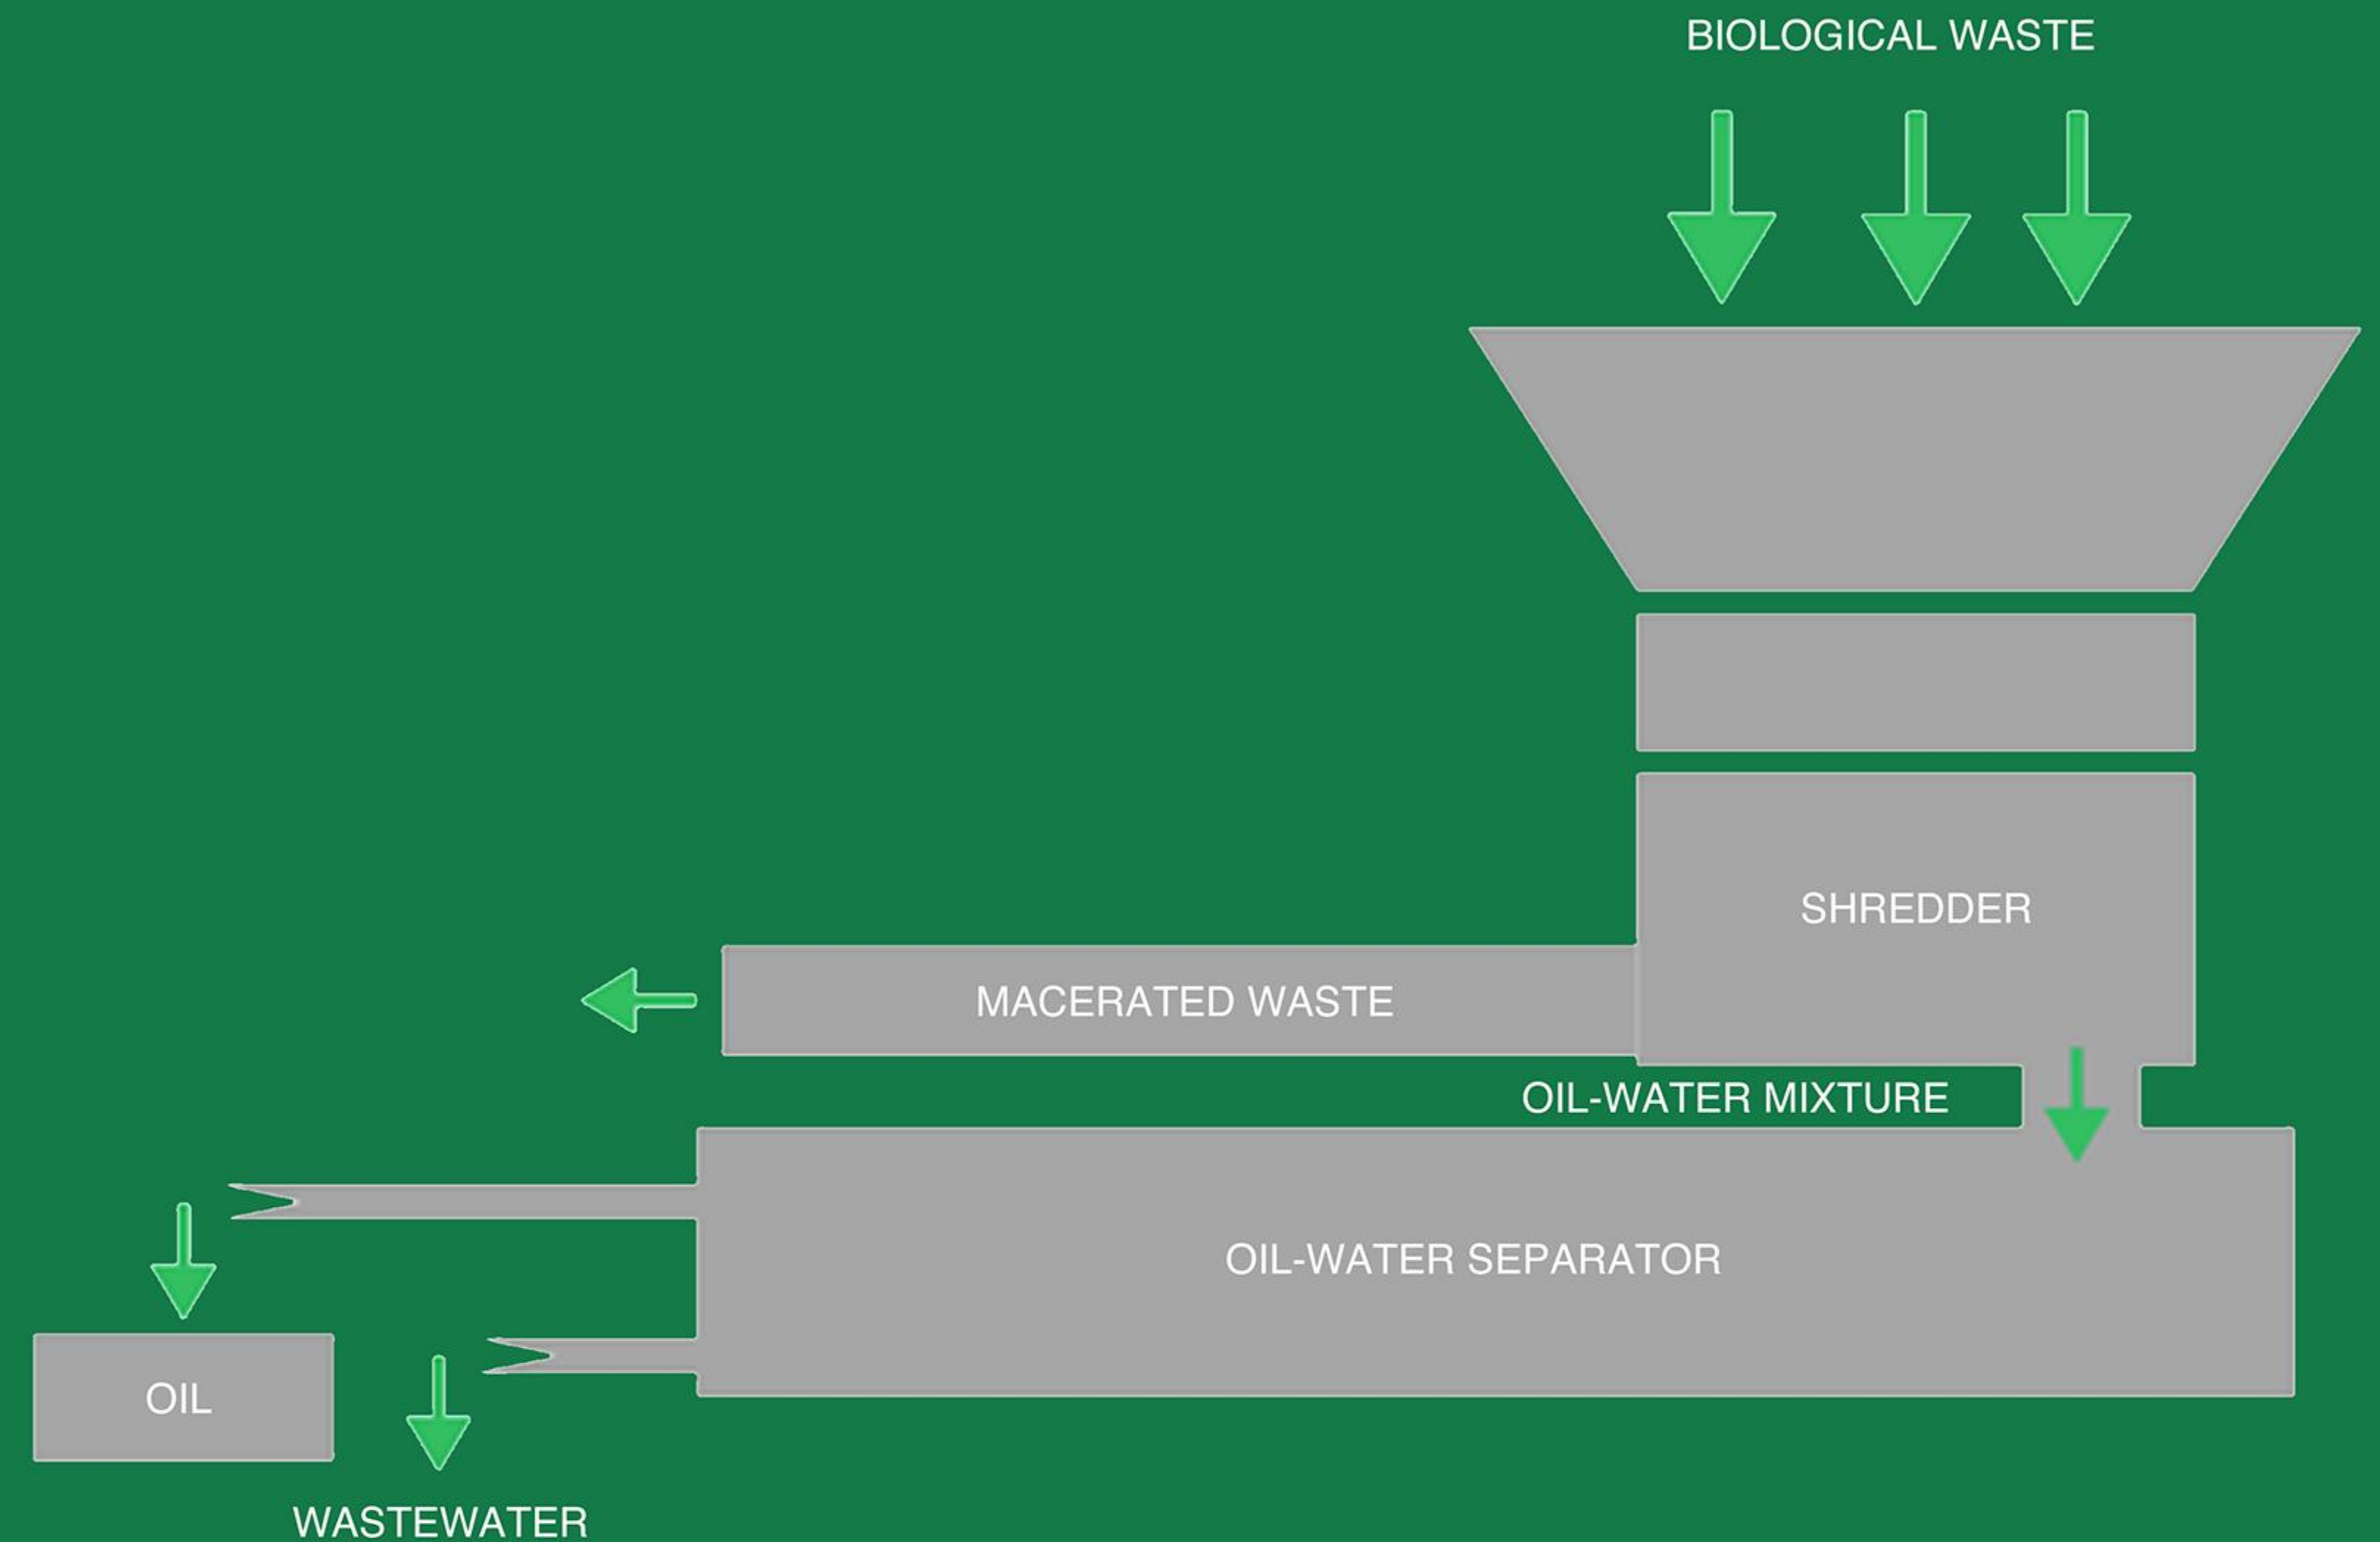 BIOLOGICAL WASTE
SHREDDER
MACERATED WASTE
OIL-WATER MIXTURE
OIL-WATER SEPARATOR
OIL
WASTEWATER